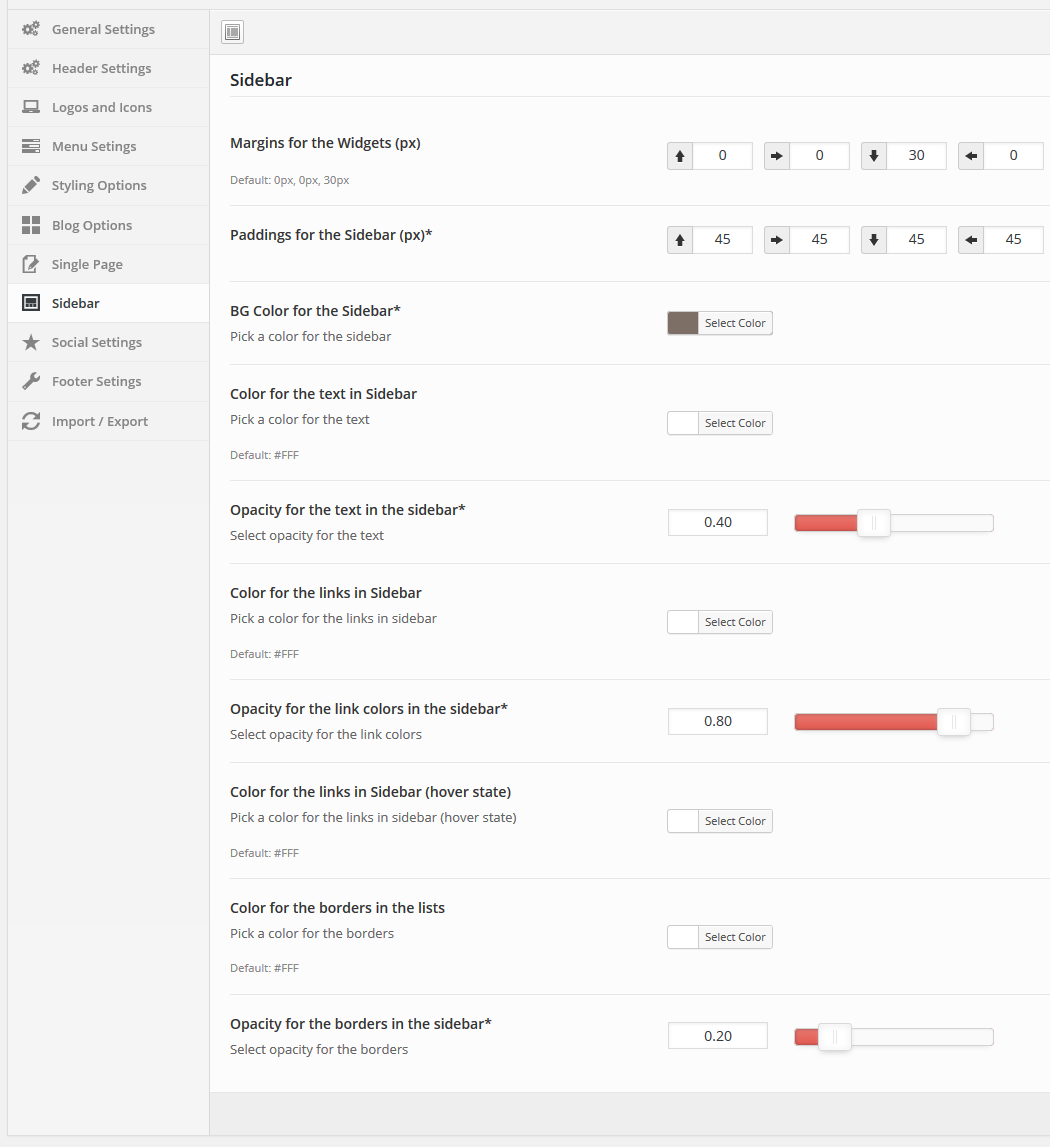 General Settings
Header Settings
Logos and Icons
Menu Setings
Styling Options
Blog Options
Single Page
Sidebar
Social Settings
Footer Setings
Import / Export
Sidebar
Margins for the Widgets (px)
0 0 30 0
Default: 0px, 0px, 30px
Paddings for the Sidebar (px)*
45 45 45 45
BG Color for the Sidebar*
Select Color
Pick a color for the sidebar
Color for the text in Sidebar
Pick a color for the text
Select Color
Default: #FFF
Opacity for the text in the sidebar*
0.40
Select opacity for the text
Color for the links in Sidebar
Pick a color for the links in sidebar
Select Color
Default: #FFF
Opacity for the link colors in the sidebar*
0.80
Select opacity for the link colors
Color for the links in Sidebar (hover state)
Pick a color for the links in sidebar (hover state)
Select Color
Default: #FFF
Color for the borders in the lists
Pick a color for the borders
Select Color
Default: #FFF
Opacity for the borders in the sidebar*
0.20
Select opacity for the borders